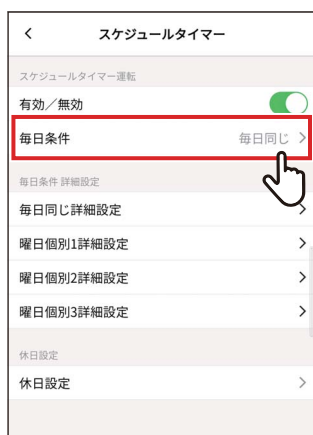 スケジュールタイマー
スケジュールタイマー運転
有効／無効
毎日条件 毎日同じ
毎日条件 詳細設定
毎日同じ詳細設定
曜日個別1詳細設定
曜日個別2詳細設定
曜日個別3詳細設定
休日設定
休日設定